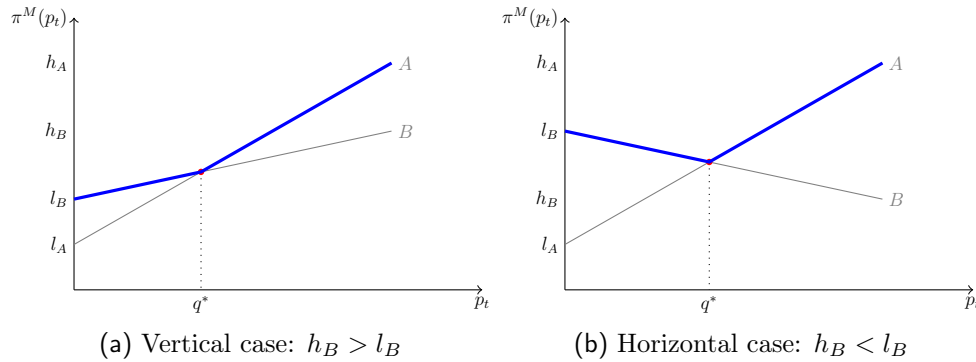 π^M(p_t)
h_A
A
h_B
B
l_B
l_A
q*
p_t
(a) Vertical case: h_B > l_B
π^M(p_t)
h_A
A
l_B
h_B
B
l_A
q*
p_t
(b) Horizontal case: h_B < l_B